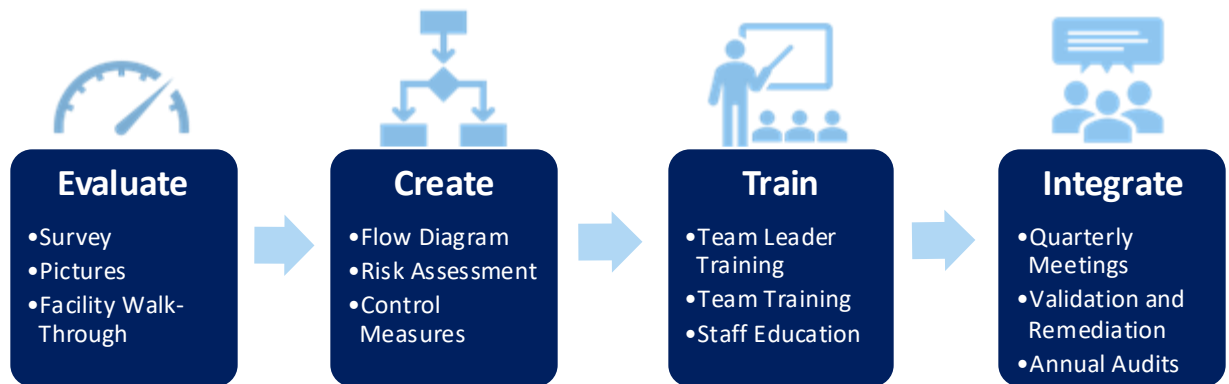 Evaluate
•Survey
•Pictures
•Facility Walk-
Through
Create
•Flow Diagram
•Risk Assessment
•Control
Measures
Train
•Team Leader
Training
•Team Training
•Staff Education
Integrate
•Quarterly
Meetings
•Validation and
Remediation
•Annual Audits